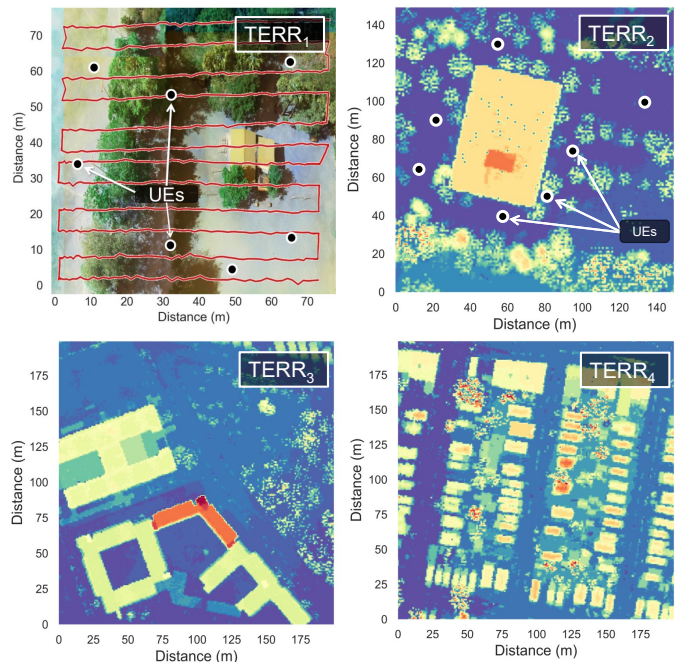 TERR₁
Distance (m)
70
60
50
40
30
20
10
0
UEs
0 10 20 30 40 50 60 70
Distance (m)
TERR₂
Distance (m)
140
120
100
80
60
40
20
0
UEs
0 20 40 60 80 100 120 140
Distance (m)
TERR₃
Distance (m)
175
150
125
100
75
50
25
0
0 25 50 75 100 125 150 175
Distance (m)
TERR₄
Distance (m)
175
150
125
100
75
50
25
0
0 25 50 75 100 125 150 175
Distance (m)